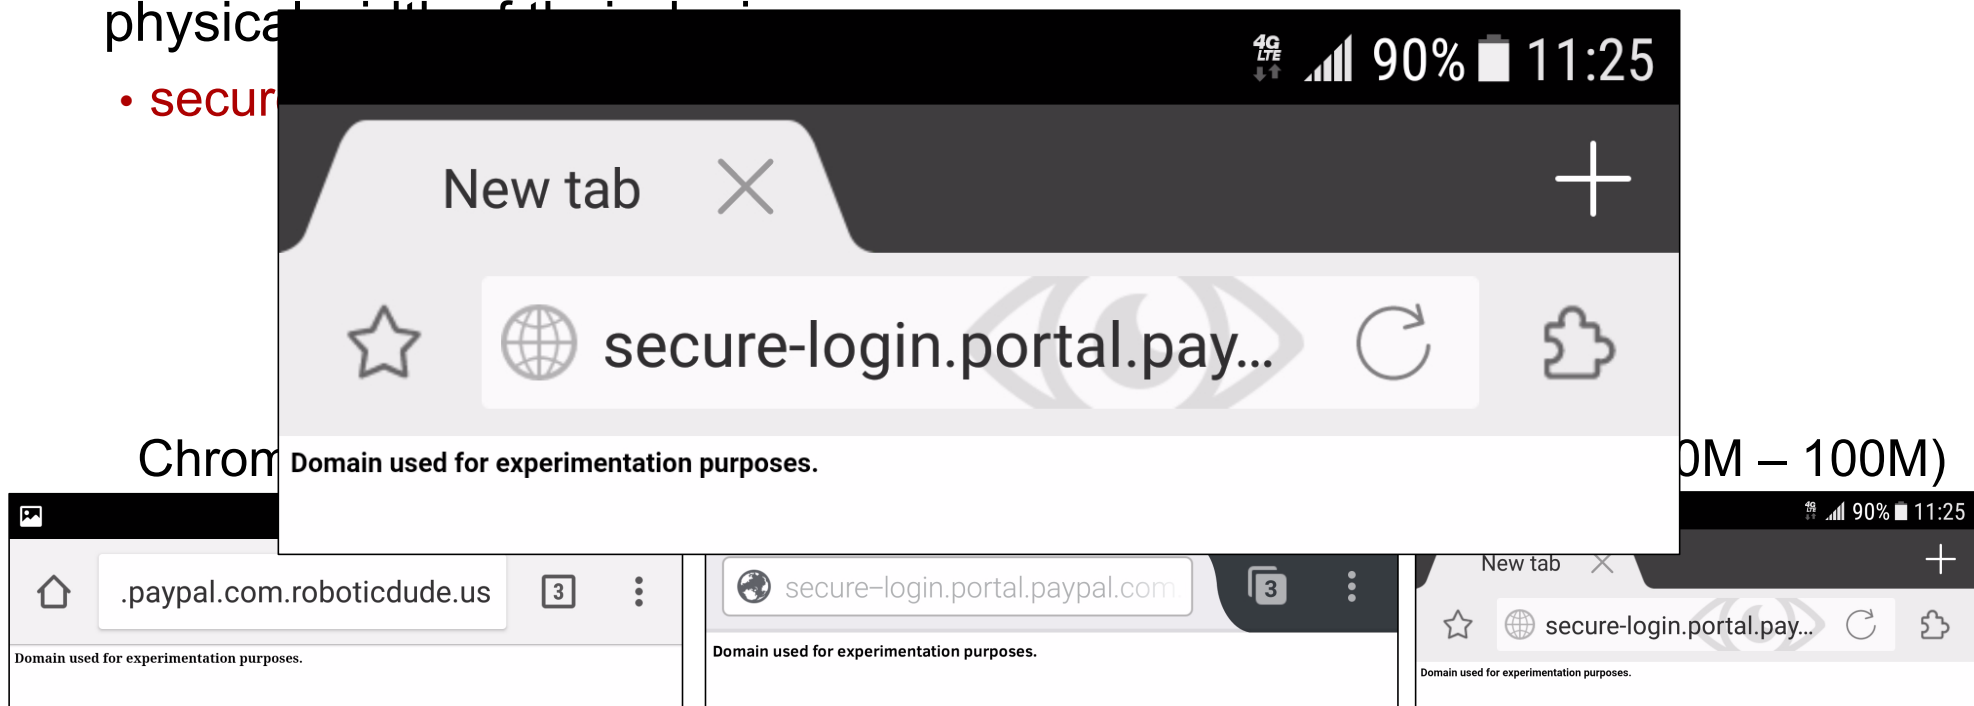 • secur
4G LTE 90% 11:25
New tab
secure-login.portal.pay...
Chrom
0M – 100M)
Domain used for experimentation purposes.
.paypal.com.roboticdude.us 3
Domain used for experimentation purposes.
secure-login.portal.paypal.com. 3
Domain used for experimentation purposes.
4G LTE 90% 11:25
New tab
secure-login.portal.pay...
Domain used for experimentation purposes.